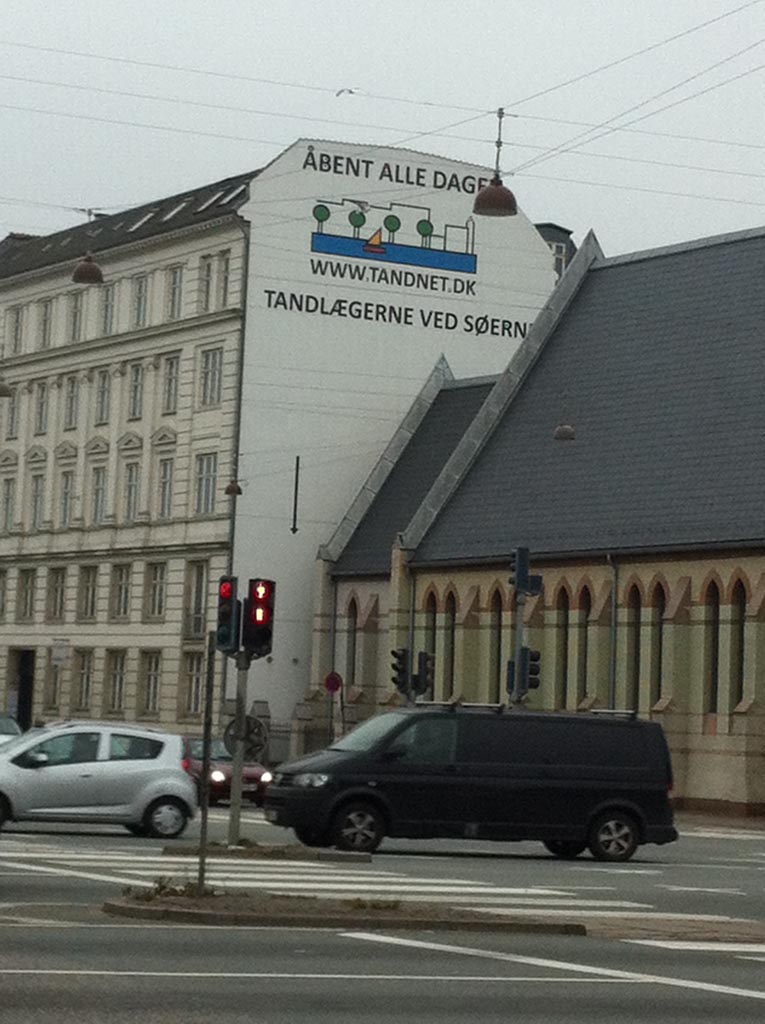 ÅBENT ALLE DAGE
WWW.TANDNET.DK
TANDLÆGERNE VED SØERN